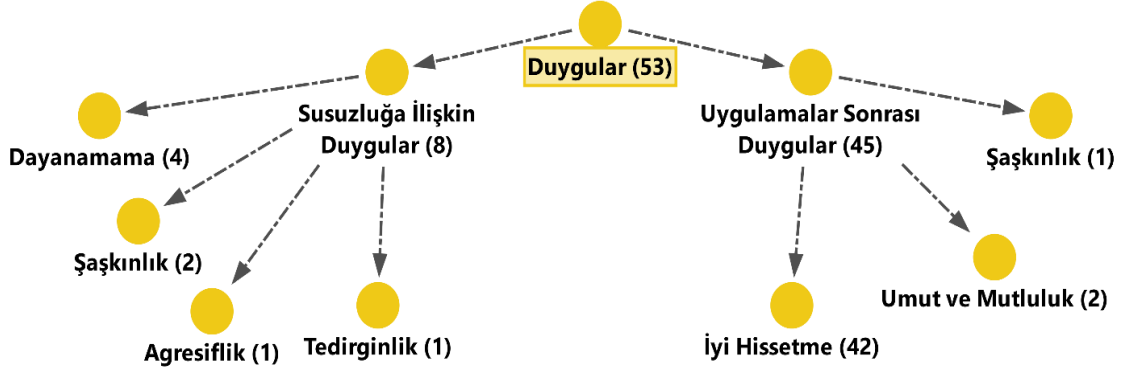 Duygular (53)
Susuzluğa İlişkin
Duygular (8)
Uygulamalar Sonrası
Duygular (45)
Dayanamama (4)
Şaşkınlık (1)
Şaşkınlık (2)
Umut ve Mutluluk (2)
Agresiflik (1)
Tedirginlik (1)
İyi Hissetme (42)